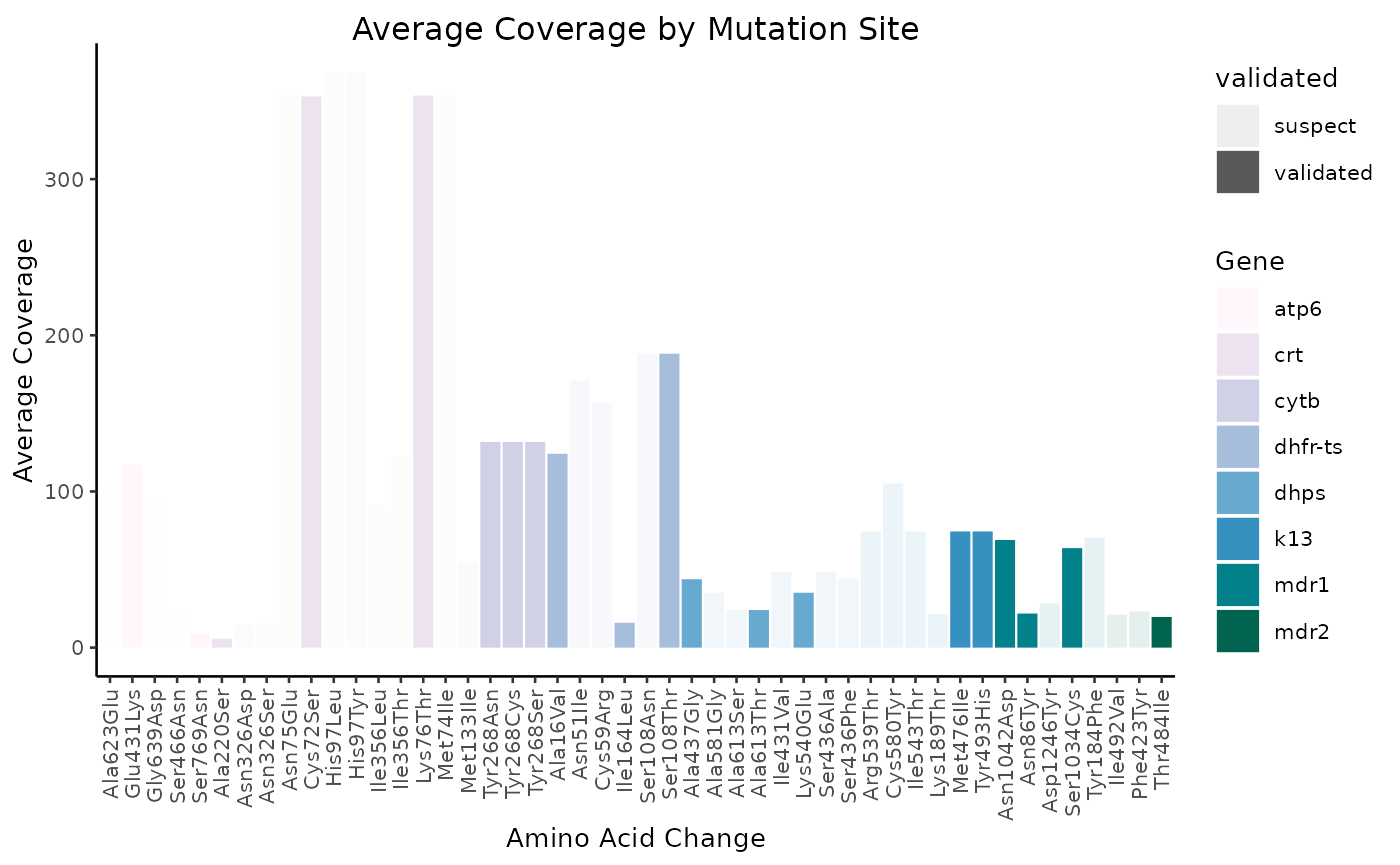 Average Coverage by Mutation Site
Average Coverage
300
200
100
0
Ala623Glu
Glu431Lys
Gly639Asp
Ser466Asn
Ser769Asn
Ala220Ser
Asn326Asp
Asn326Ser
Asn75Glu
Cys72Ser
His97Leu
His97Tyr
Ile356Leu
Ile356Thr
Lys76Thr
Met74Ile
Met133Ile
Tyr268Asn
Tyr268Cys
Tyr268Ser
Ala16Val
Asn51Ile
Cys59Arg
Ile164Leu
Ser108Asn
Ser108Thr
Ala437Gly
Ala581Gly
Ala613Ser
Ala613Thr
Ile431Val
Lys540Glu
Ser436Ala
Ser436Phe
Arg539Thr
Cys580Tyr
Ile543Thr
Lys189Thr
Met476Ile
Tyr493His
Asn1042Asp
Asn86Tyr
Asp1246Tyr
Ser1034Cys
Tyr184Phe
Ile492Val
Phe423Tyr
Thr484Ile
Amino Acid Change
validated
suspect
validated
Gene
atp6
crt
cytb
dhfr-ts
dhps
k13
mdr1
mdr2